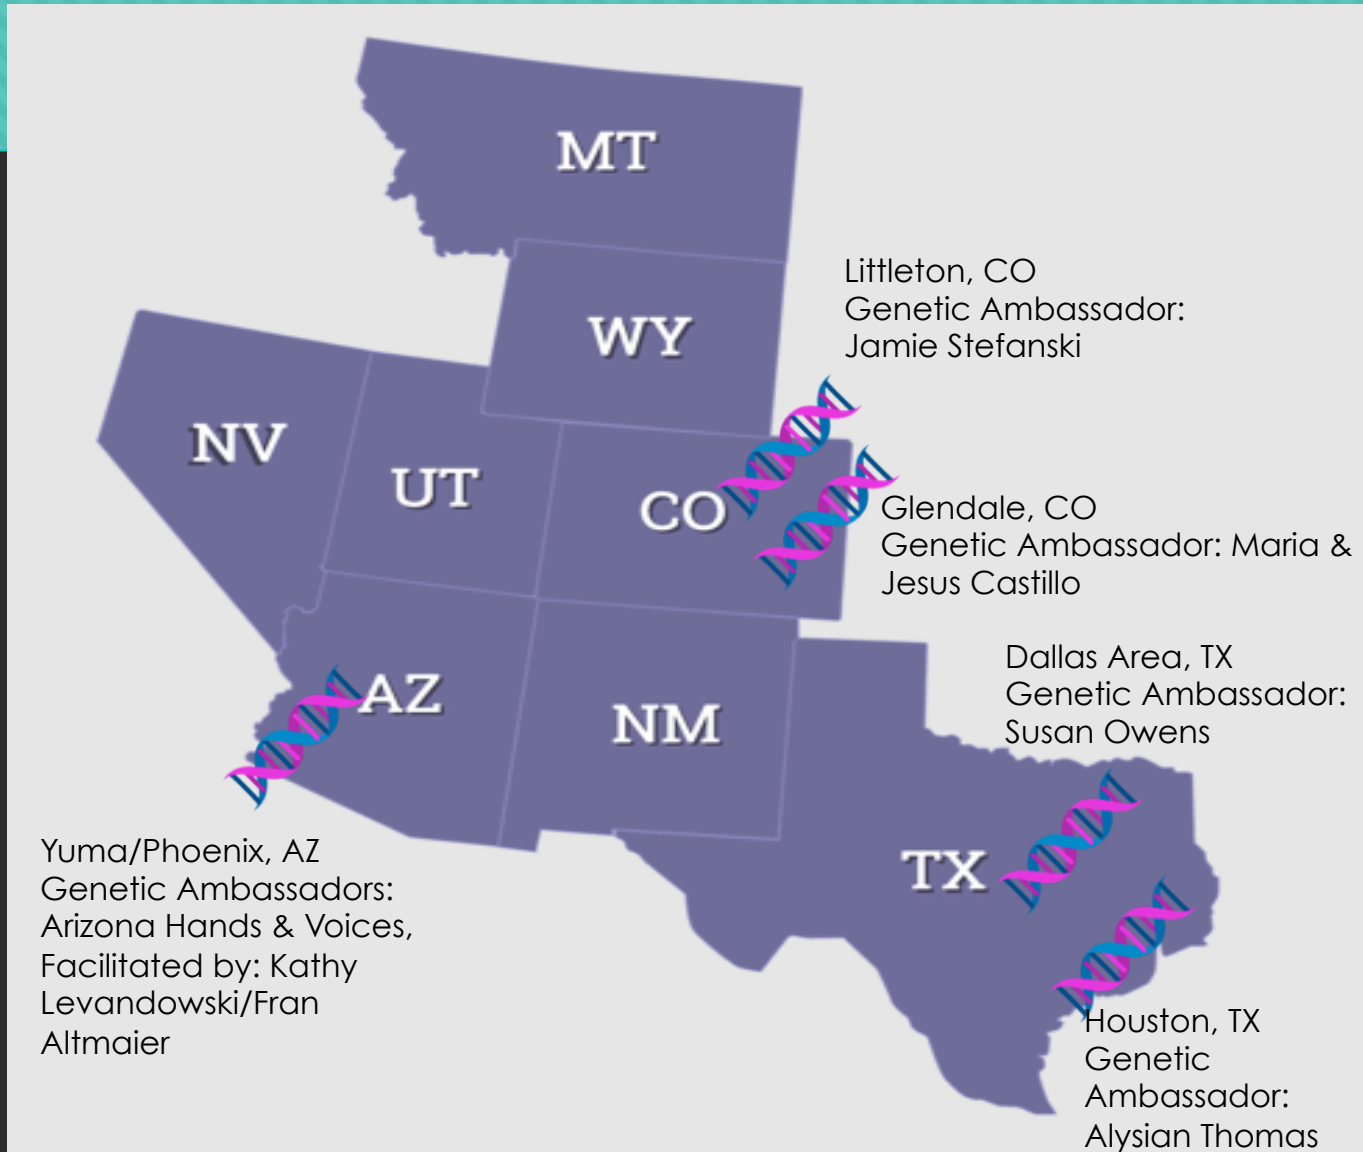 MT
Littleton, CO
Genetic Ambassador:
Jamie Stefanski
WY
NV
UT
CO
Glendale, CO
Genetic Ambassador: Maria &
Jesus Castillo
Dallas Area, TX
Genetic Ambassador:
Susan Owens
AZ
NM
TX
Yuma/Phoenix, AZ
Genetic Ambassadors:
Arizona Hands & Voices,
Facilitated by: Kathy
Levandowski/Fran
Altmaier
Houston, TX
Genetic
Ambassador:
Alysian Thomas